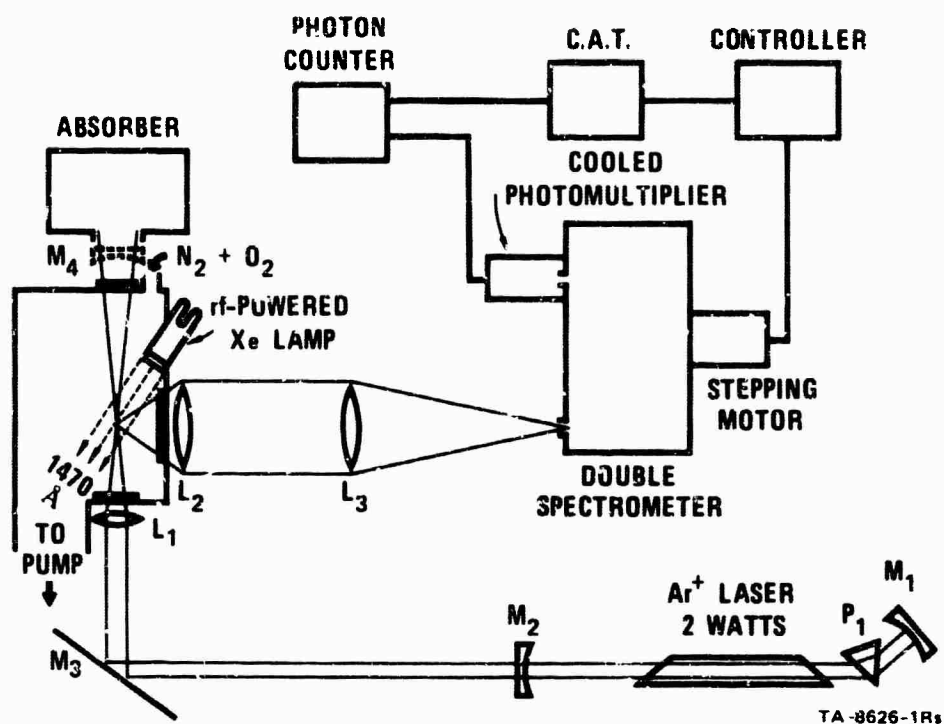 PHOTON
COUNTER
C.A.T.
CONTROLLER
ABSORBER
COOLED
PHOTOMULTIPLIER
M4
N2 + O2
rf-POWERED
Xe LAMP
STEPPING
MOTOR
1470
Å
L2
L3
DOUBLE
SPECTROMETER
TO
PUMP
L1
Ar+ LASER
2 WATTS
M1
P1
M2
M3
TA-8626-1Rs